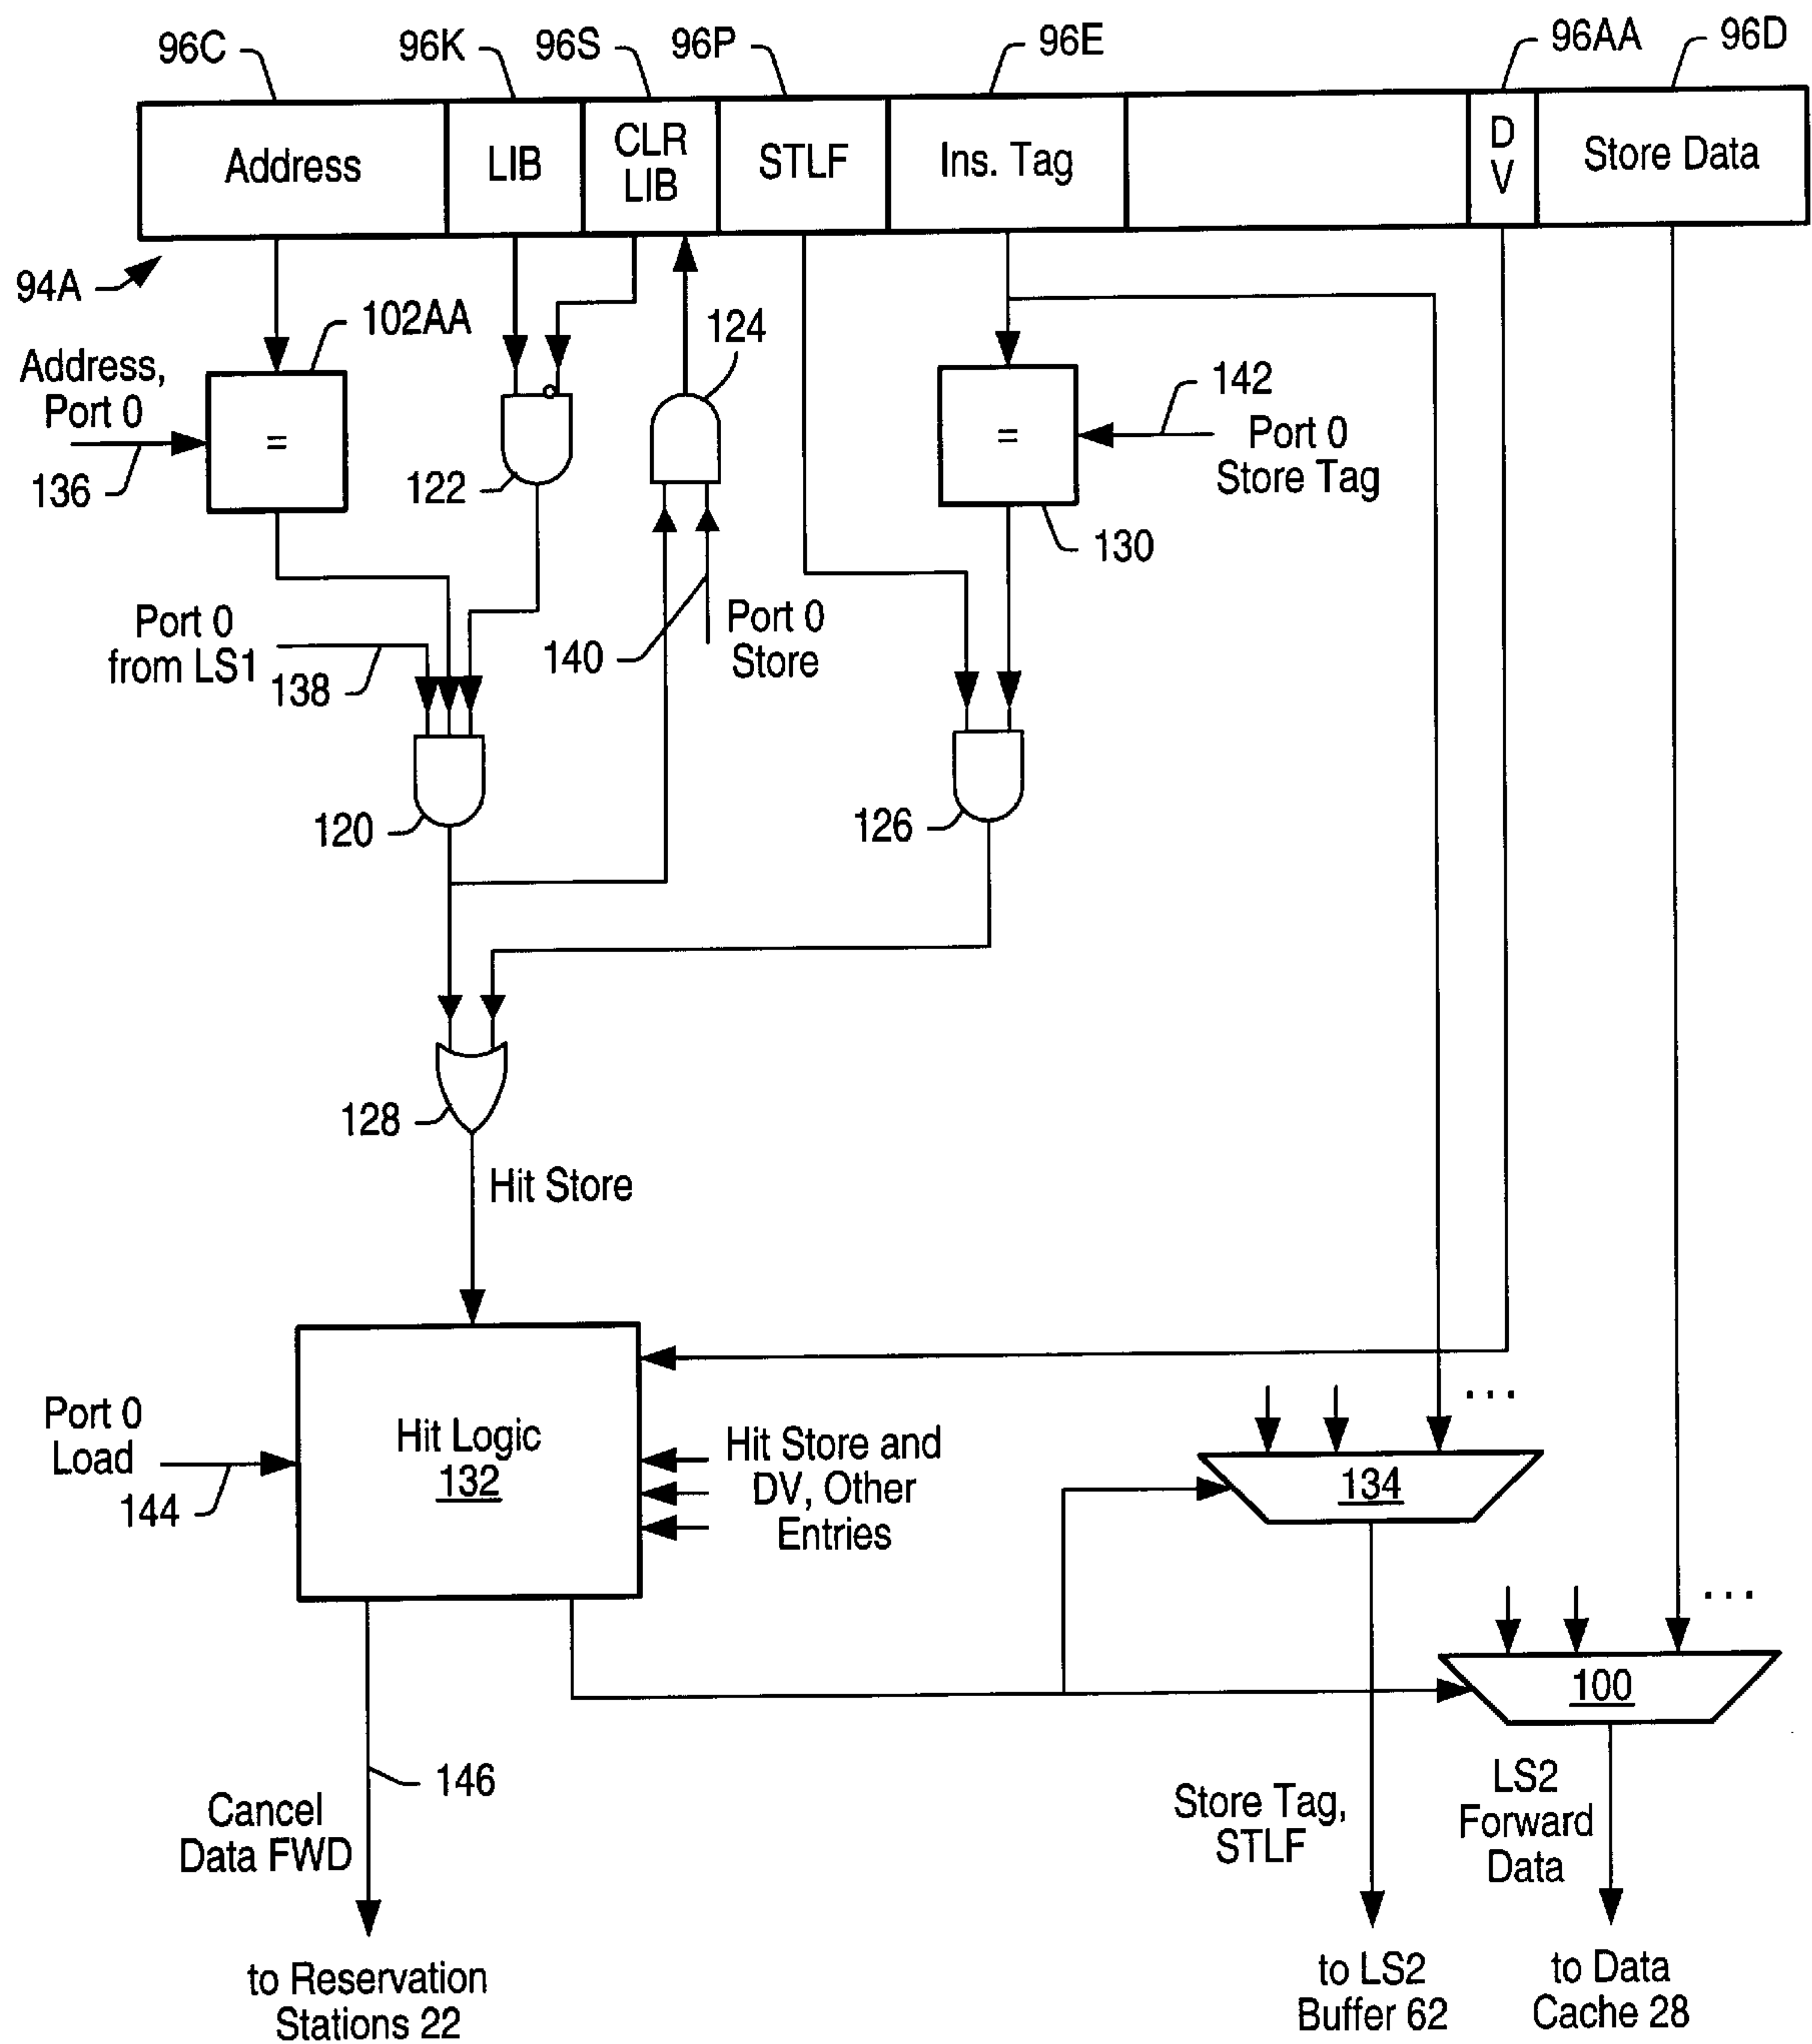 96C
96K
96S
96P
96E
96AA
96D
Address
LIB
CLR
LIB
STLF
Ins. Tag
D
V
Store Data
94A
102AA
124
Address,
Port 0
=
=
142
Port 0
Store Tag
136
122
130
Port 0
from LS1
138
140
Port 0
Store
120
126
128
Hit Store
Port 0
Load
144
Hit Logic
132
Hit Store and
DV, Other
Entries
...
134
...
100
146
Cancel
Data FWD
Store Tag,
STLF
LS2
Forward
Data
to Reservation
Stations 22
to LS2
Buffer 62
to Data
Cache 28